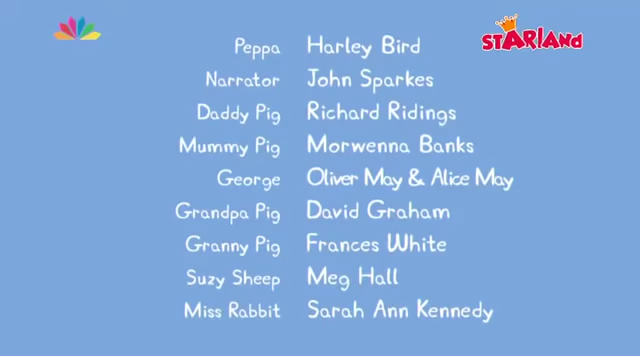 STARLAND
Peppa Harley Bird
Narrator John Sparkes
Daddy Pig Richard Ridings
Mummy Pig Morwenna Banks
George Oliver May & Alice May
Grandpa Pig David Graham
Granny Pig Frances White
Suzy Sheep Meg Hall
Miss Rabbit Sarah Ann Kennedy